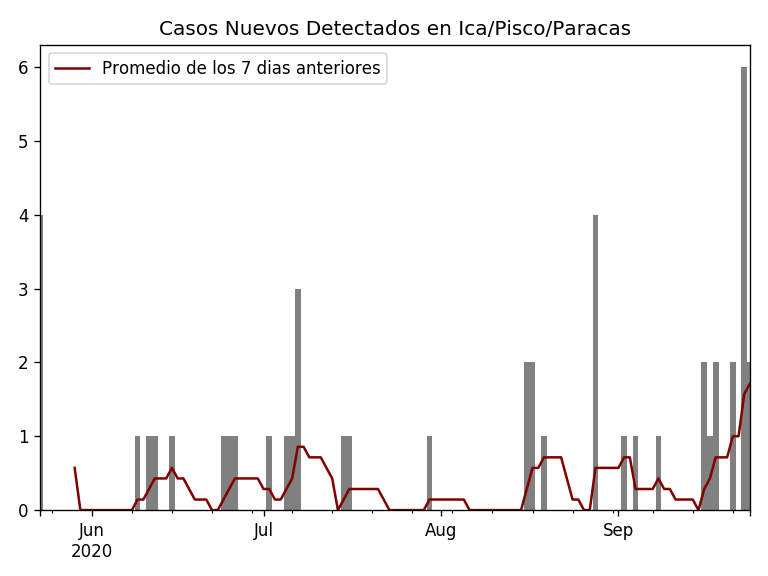 Casos Nuevos Detectados en Ica/Pisco/Paracas
Promedio de los 7 dias anteriores
6
5
4
3
2
1
0
Jun
2020
Jul
Aug
Sep